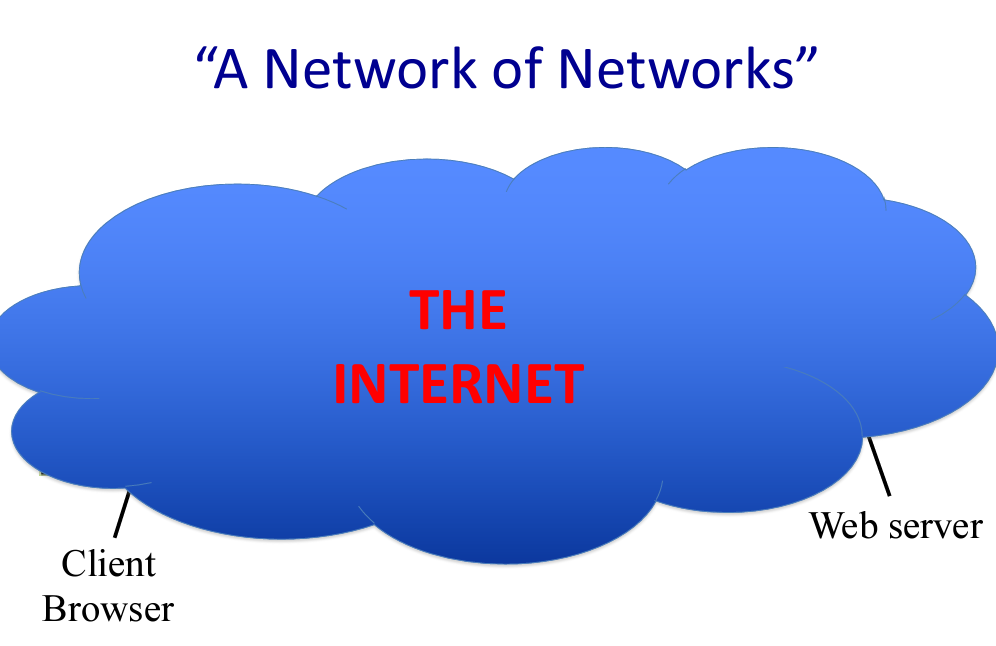 “A Network of Networks”
THE
INTERNET
Web server
Client
Browser